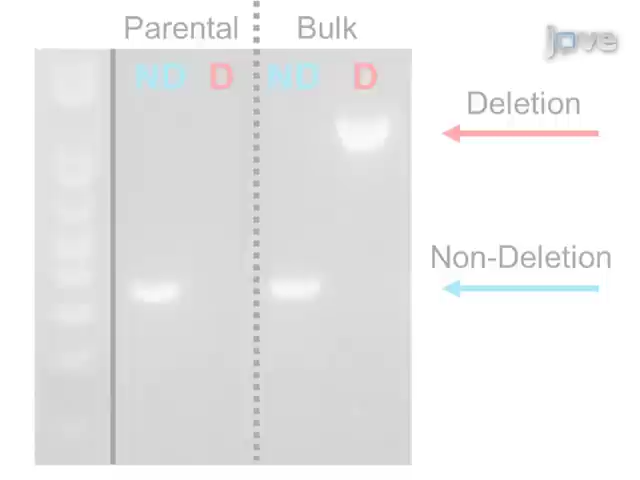 Parental Bulk
jove
ND D ND D
Deletion
Non-Deletion